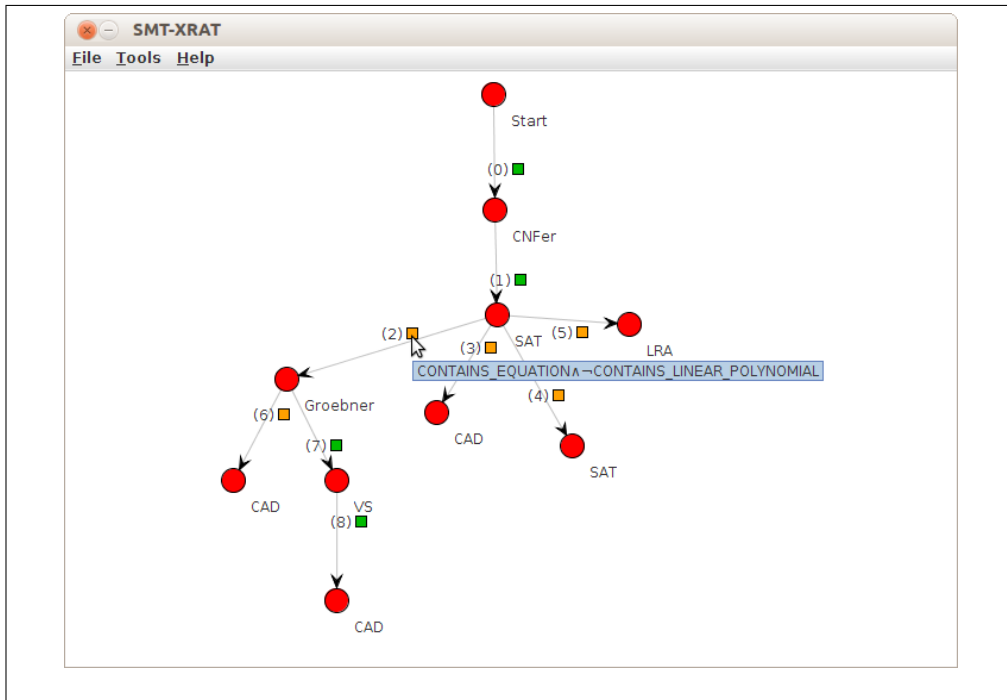 SMT-XRAT
File Tools Help
Start
(0)
CNFer
(1)
SAT
(2)
(3)
(5)
LRA
CONTAINS_EQUATION∧¬CONTAINS_LINEAR_POLYNOMIAL
Groebner
(4)
(6)
CAD
(7)
SAT
CAD
VS
(8)
CAD